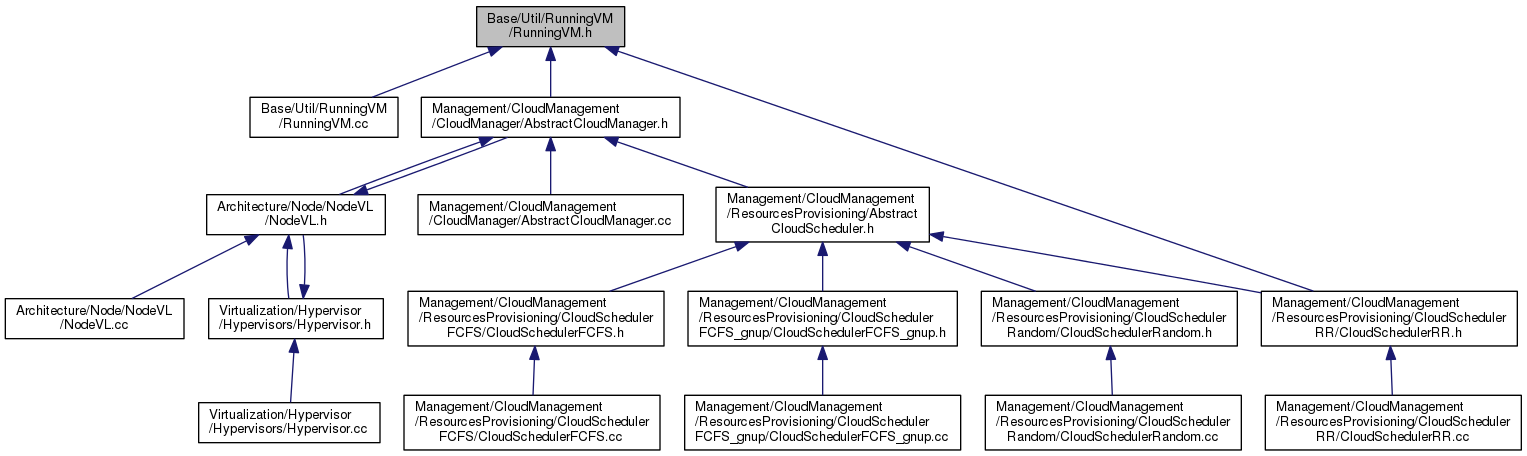 Base/Util/RunningVM
/RunningVM.h
Base/Util/RunningVM
/RunningVM.cc
Management/CloudManagement
/CloudManager/AbstractCloudManager.h
Architecture/Node/NodeVL
/NodeVL.h
Management/CloudManagement
/CloudManager/AbstractCloudManager.cc
Management/CloudManagement
/ResourcesProvisioning/Abstract
CloudScheduler.h
Architecture/Node/NodeVL
/NodeVL.cc
Virtualization/Hypervisor
/Hypervisors/Hypervisor.h
Management/CloudManagement
/ResourcesProvisioning/CloudScheduler
FCFS/CloudSchedulerFCFS.h
Management/CloudManagement
/ResourcesProvisioning/CloudScheduler
FCFS_gnup/CloudSchedulerFCFS_gnup.h
Management/CloudManagement
/ResourcesProvisioning/CloudScheduler
Random/CloudSchedulerRandom.h
Management/CloudManagement
/ResourcesProvisioning/CloudScheduler
RR/CloudSchedulerRR.h
Virtualization/Hypervisor
/Hypervisors/Hypervisor.cc
Management/CloudManagement
/ResourcesProvisioning/CloudScheduler
FCFS/CloudSchedulerFCFS.cc
Management/CloudManagement
/ResourcesProvisioning/CloudScheduler
FCFS_gnup/CloudSchedulerFCFS_gnup.cc
Management/CloudManagement
/ResourcesProvisioning/CloudScheduler
Random/CloudSchedulerRandom.cc
Management/CloudManagement
/ResourcesProvisioning/CloudScheduler
RR/CloudSchedulerRR.cc